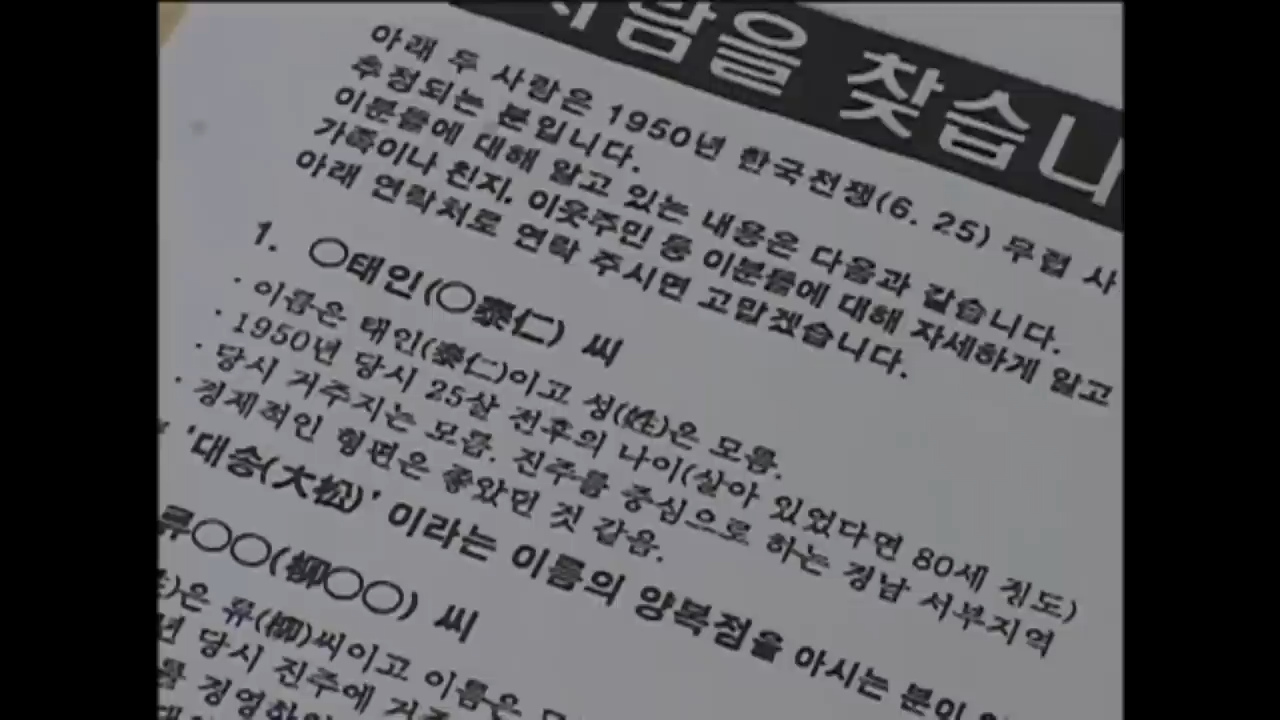 람을 찾습니
아래 두 사람은 1950년 한국전쟁(6. 25) 무렵 사
추정되는 분입니다.
이분들에 대해 알고 있는 내용은 다음과 같습니다.
가족이나 친지, 이웃주민 등 이분들에 대해 자세하게 알고
아래 연락처로 연락 주시면 고맙겠습니다.
1. ○태인(○泰仁) 씨
· 이름은 태인(泰仁)이고 성(姓)은 모름.
· 1950년 당시 25살 전후의 나이(살아 있었다면 80세 정도)
· 당시 거주지는 모름. 진주를 중심으로 하는 경남 서부지역
· 경제적인 형편은 좋았던 것 같음.
'대송(大松)' 이라는 이름의 양복점을 아시는 분이
류○○(柳○○) 씨
은 류(柳)씨이고 이름은
년 당시 진주에
를